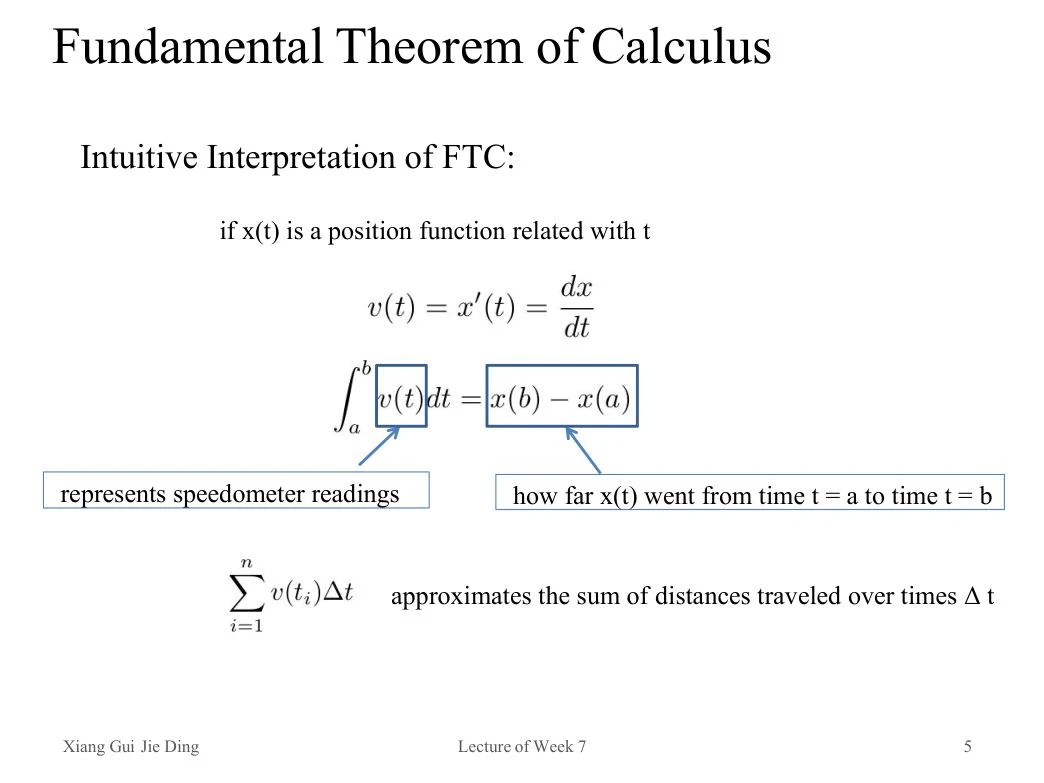 Fundamental Theorem of Calculus
Intuitive Interpretation of FTC:
if x(t) is a position function related with t
v(t) = x′(t) = dx/dt
∫_a^b v(t)dt = x(b) − x(a)
represents speedometer readings
how far x(t) went from time t = a to time t = b
∑_{i=1}^{n} v(t_i)Δt approximates the sum of distances traveled over times Δ t
Xiang Gui Jie Ding Lecture of Week 7 5